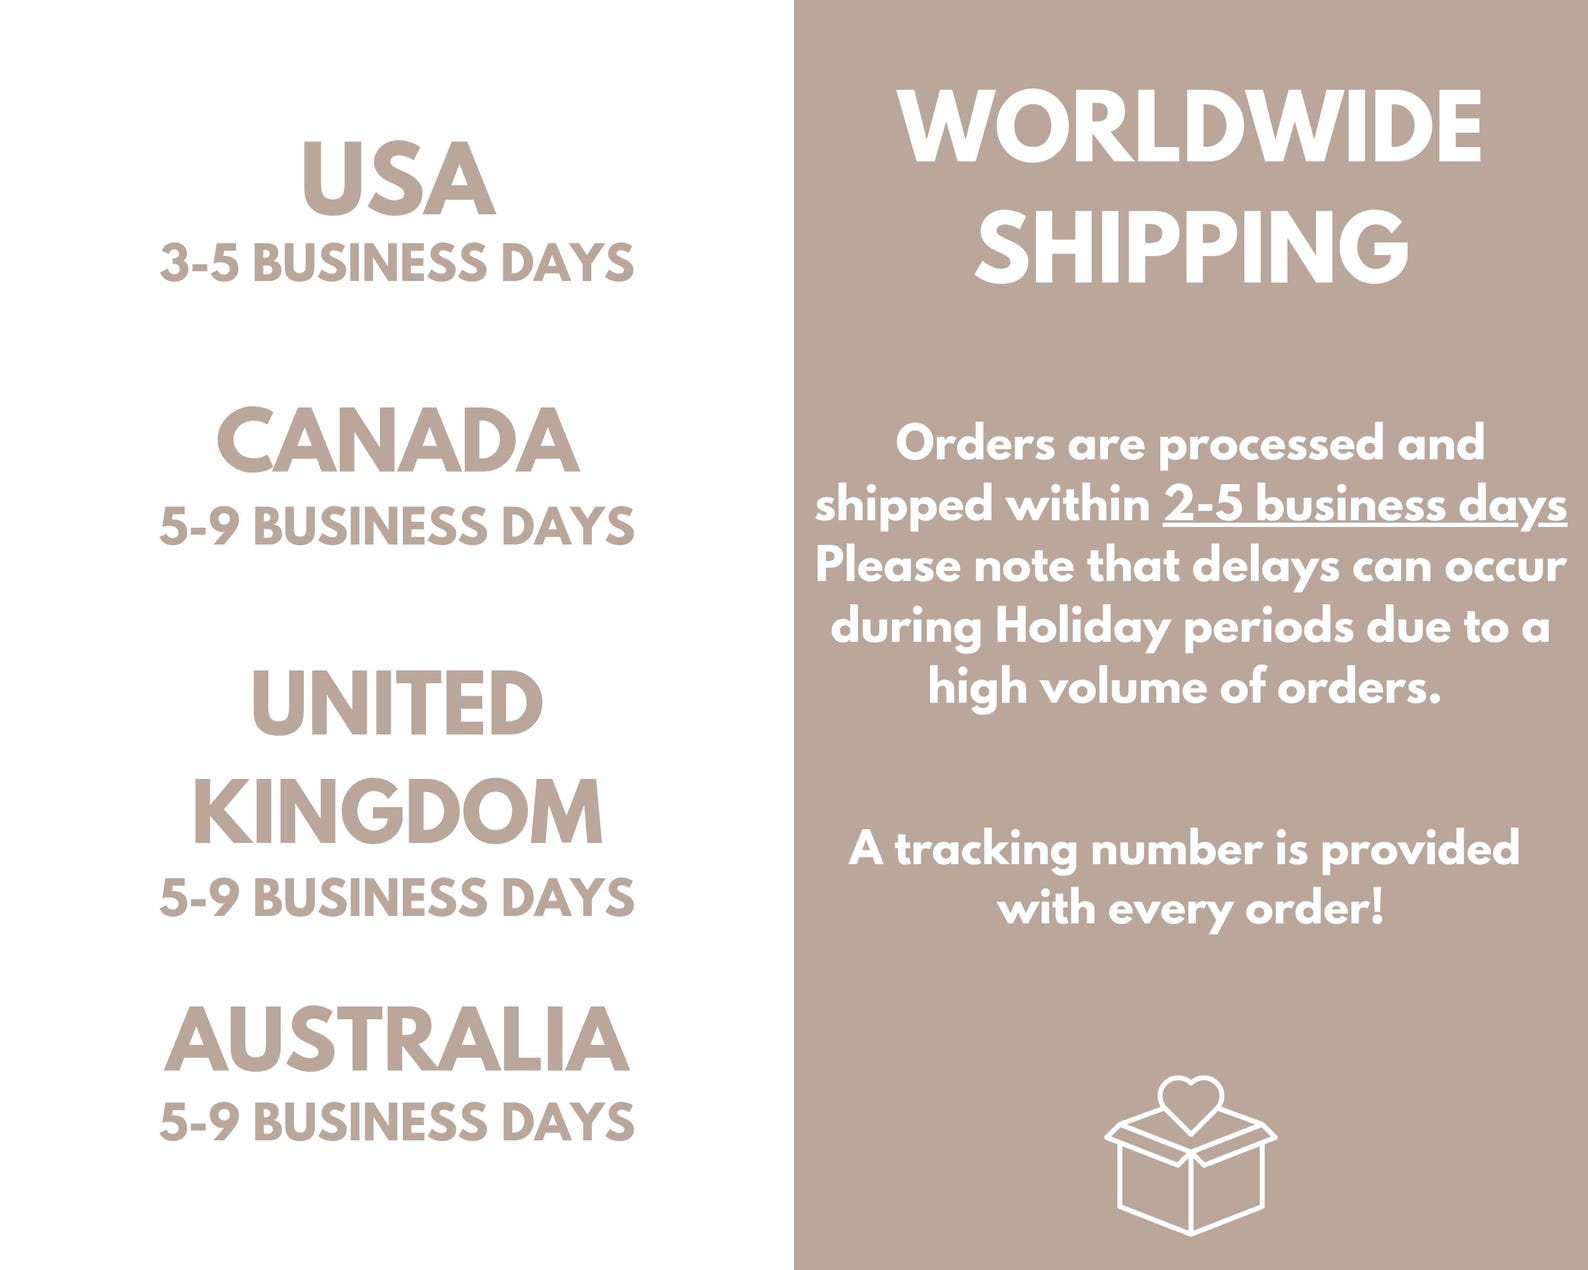 USA
3-5 BUSINESS DAYS
CANADA
5-9 BUSINESS DAYS
UNITED
KINGDOM
5-9 BUSINESS DAYS
AUSTRALIA
5-9 BUSINESS DAYS
WORLDWIDE
SHIPPING
Orders are processed and
shipped within 2-5 business days
Please note that delays can occur
during Holiday periods due to a
high volume of orders.
A tracking number is provided
with every order!